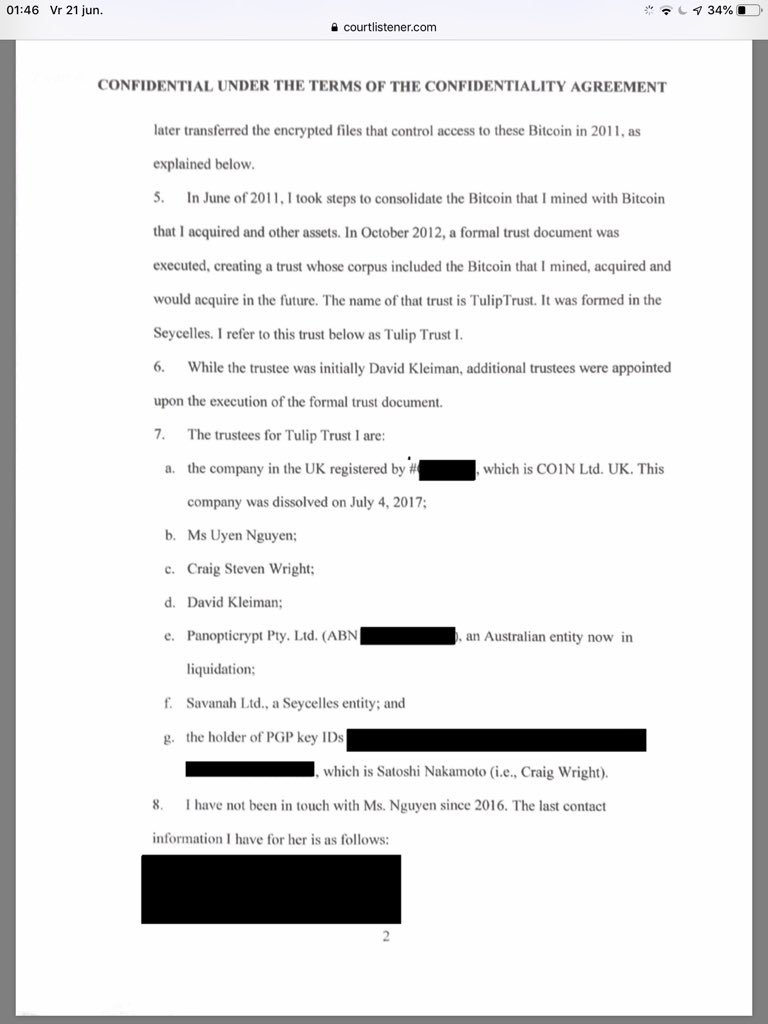 01:46 Vr 21 jun.
34%
courtlistener.com
CONFIDENTIAL UNDER THE TERMS OF THE CONFIDENTIALITY AGREEMENT
later transferred the encrypted files that control access to these Bitcoin in 2011, as
explained below.
5. In June of 2011, I took steps to consolidate the Bitcoin that I mined with Bitcoin
that I acquired and other assets. In October 2012, a formal trust document was
executed, creating a trust whose corpus included the Bitcoin that I mined, acquired and
would acquire in the future. The name of that trust is TulipTrust. It was formed in the
Seycelles. I refer to this trust below as Tulip Trust I.
6. While the trustee was initially David Kleiman, additional trustees were appointed
upon the execution of the formal trust document.
7. The trustees for Tulip Trust I are:
a. the company in the UK registered by #, which is CO1N Ltd. UK. This
company was dissolved on July 4, 2017;
b. Ms Uyen Nguyen;
c. Craig Steven Wright;
d. David Kleiman;
e. Panopticrypt Pty. Ltd. (ABN ), an Australian entity now in
liquidation;
f. Savanah Ltd., a Seycelles entity; and
g. the holder of PGP key IDs
, which is Satoshi Nakamoto (i.e., Craig Wright).
8. I have not been in touch with Ms. Nguyen since 2016. The last contact
information I have for her is as follows:
2